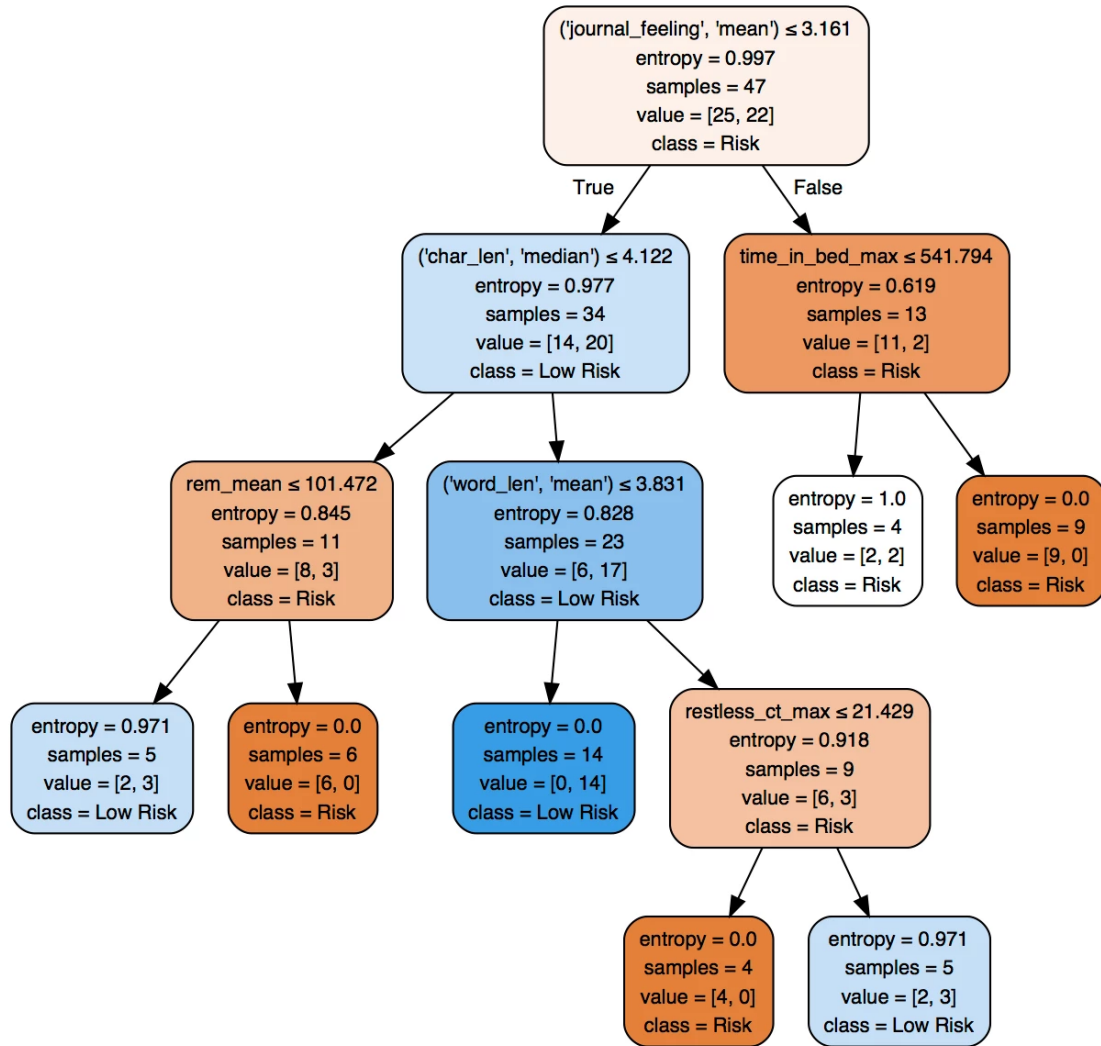 ('journal_feeling', 'mean') ≤ 3.161
entropy = 0.997
samples = 47
value = [25, 22]
class = Risk
True
False
('char_len', 'median') ≤ 4.122
entropy = 0.977
samples = 34
value = [14, 20]
class = Low Risk
time_in_bed_max ≤ 541.794
entropy = 0.619
samples = 13
value = [11, 2]
class = Risk
rem_mean ≤ 101.472
entropy = 0.845
samples = 11
value = [8, 3]
class = Risk
('word_len', 'mean') ≤ 3.831
entropy = 0.828
samples = 23
value = [6, 17]
class = Low Risk
entropy = 1.0
samples = 4
value = [2, 2]
class = Risk
entropy = 0.0
samples = 9
value = [9, 0]
class = Risk
entropy = 0.971
samples = 5
value = [2, 3]
class = Low Risk
entropy = 0.0
samples = 6
value = [6, 0]
class = Risk
entropy = 0.0
samples = 14
value = [0, 14]
class = Low Risk
restless_ct_max ≤ 21.429
entropy = 0.918
samples = 9
value = [6, 3]
class = Risk
entropy = 0.0
samples = 4
value = [4, 0]
class = Risk
entropy = 0.971
samples = 5
value = [2, 3]
class = Low Risk